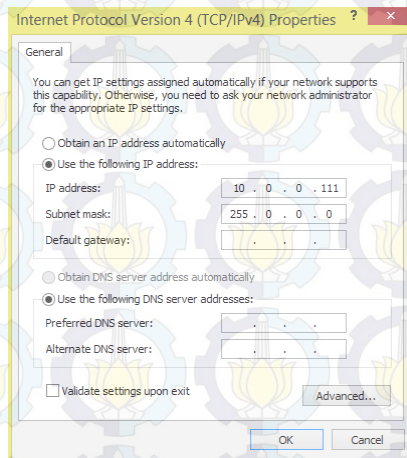 Internet Protocol Version 4 (TCP/IPv4) Properties ? ×
General
You can get IP settings assigned automatically if your network supports
this capability. Otherwise, you need to ask your network administrator
for the appropriate IP settings.
Obtain an IP address automatically
Use the following IP address:
IP address: 10 . 0 . 0 . 111
Subnet mask: 255 . 0 . 0 . 0
Default gateway: . . .
Obtain DNS server address automatically
Use the following DNS server addresses:
Preferred DNS server: . . .
Alternate DNS server: . . .
Validate settings upon exit
Advanced...
OK Cancel